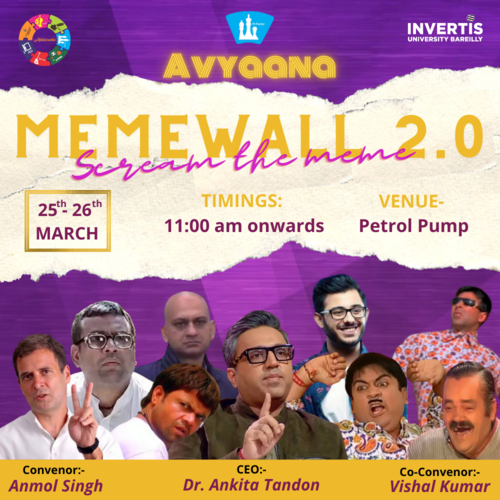 INVERTIS
UNIVERSITY BAREILLY
AVYAANA
MEMEWALL 2.0
Scream the meme
25th - 26th
MARCH
TIMINGS:
11:00 am onwards
VENUE-
Petrol Pump
Convenor:-
Anmol Singh
CEO:-
Dr. Ankita Tandon
Co-Convenor:-
Vishal Kumar